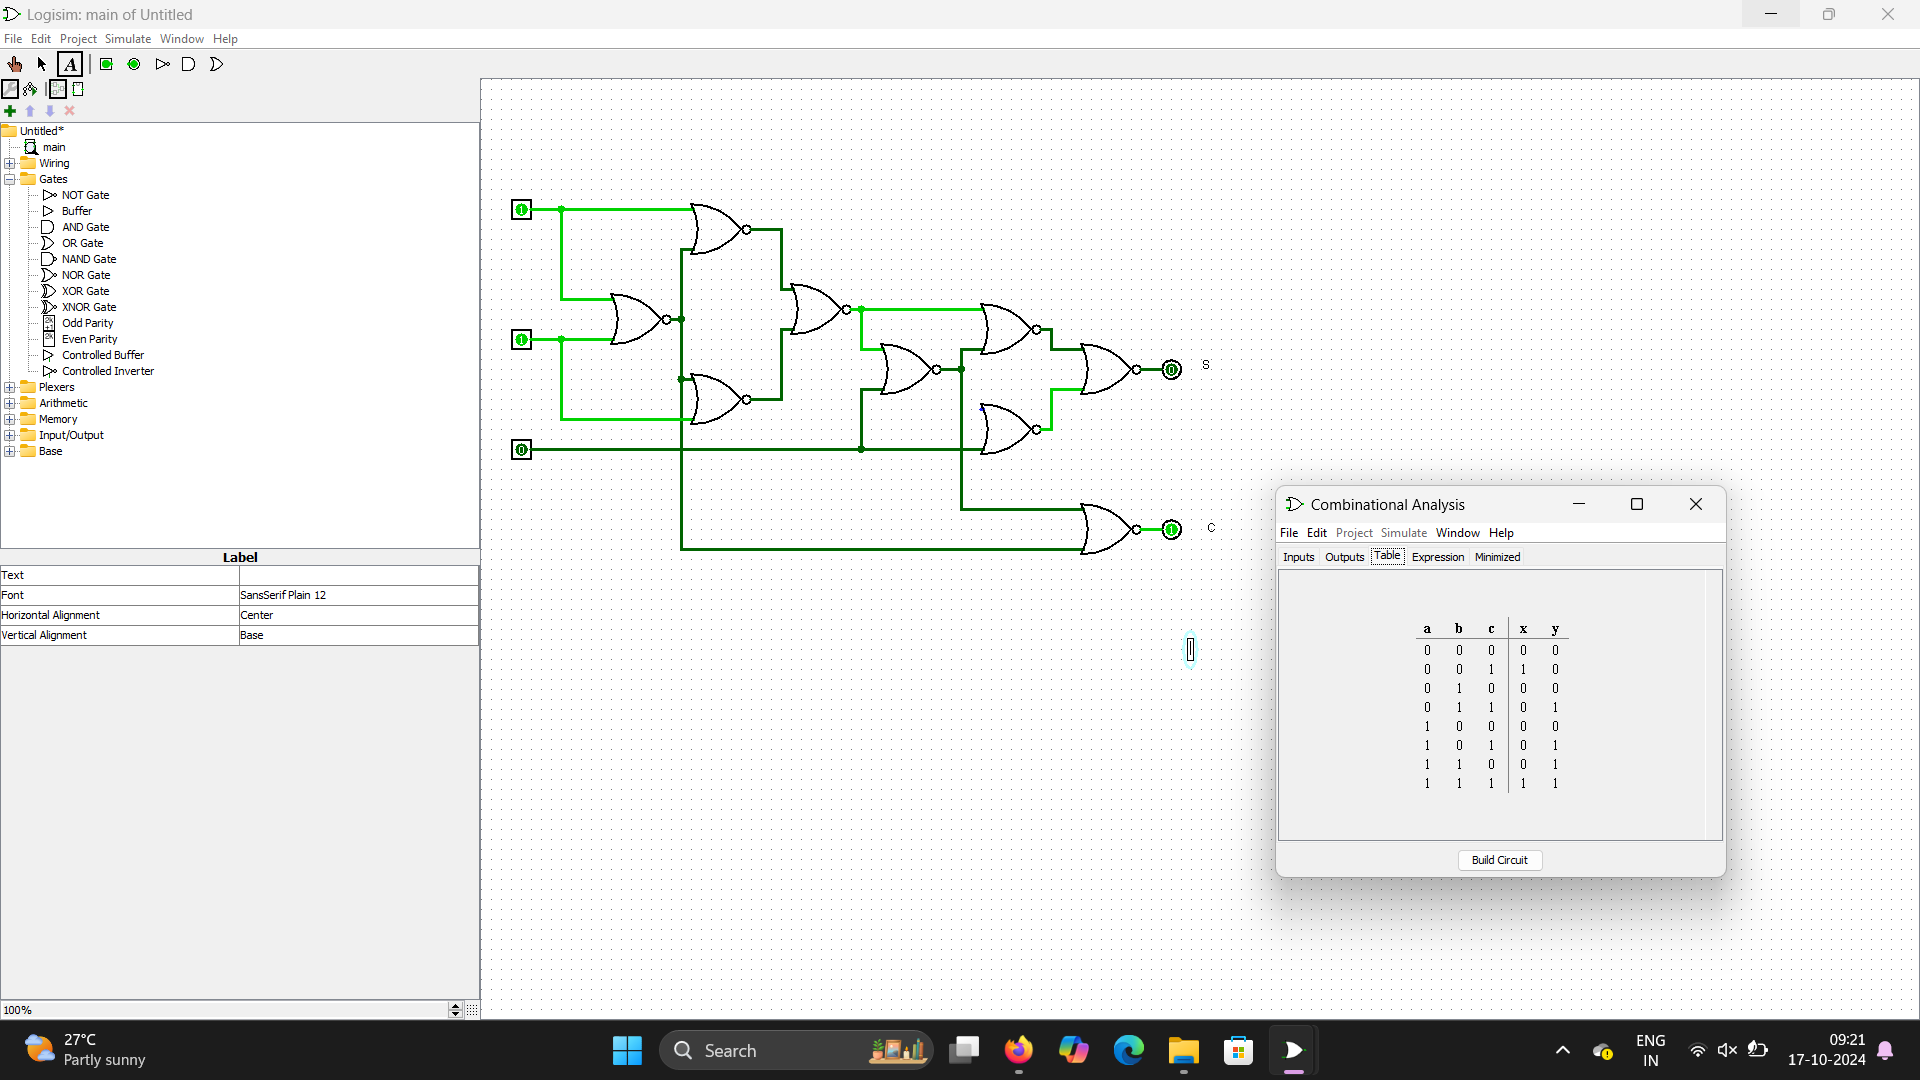 Logisim: main of Untitled
File Edit Project Simulate Window Help
A
Untitled*
main
Wiring
Gates
NOT Gate
Buffer
AND Gate
OR Gate
NAND Gate
NOR Gate
XOR Gate
XNOR Gate
Odd Parity
Even Parity
Controlled Buffer
Controlled Inverter
Plexers
Arithmetic
Memory
Input/Output
Base
Label
Text
Font SansSerif Plain 12
Horizontal Alignment Center
Vertical Alignment Base
100%
1
1
0
0 S
1 C
Combinational Analysis
File Edit Project Simulate Window Help
Inputs Outputs Table Expression Minimized
a b c x y
0 0 0 0 0
0 0 1 1 0
0 1 0 0 0
0 1 1 0 1
1 0 0 0 0
1 0 1 0 1
1 1 0 0 1
1 1 1 1 1
Build Circuit
27°C
Partly sunny
Search
ENG
IN
09:21
17-10-2024